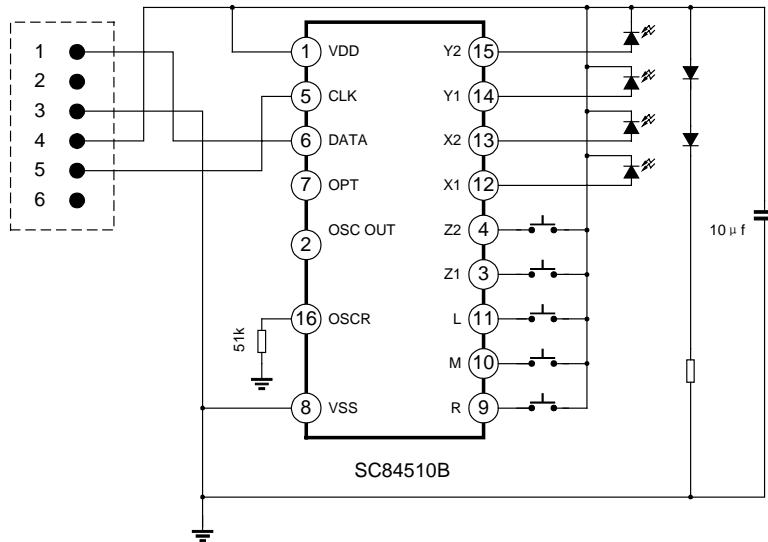 1
2
3
4
5
6
1 VDD
5 CLK
6 DATA
7 OPT
2 OSC OUT
16 OSCR
8 VSS
Y2 15
Y1 14
X2 13
X1 12
Z2 4
Z1 3
L 11
M 10
R 9
51k
10 μ f
SC84510B